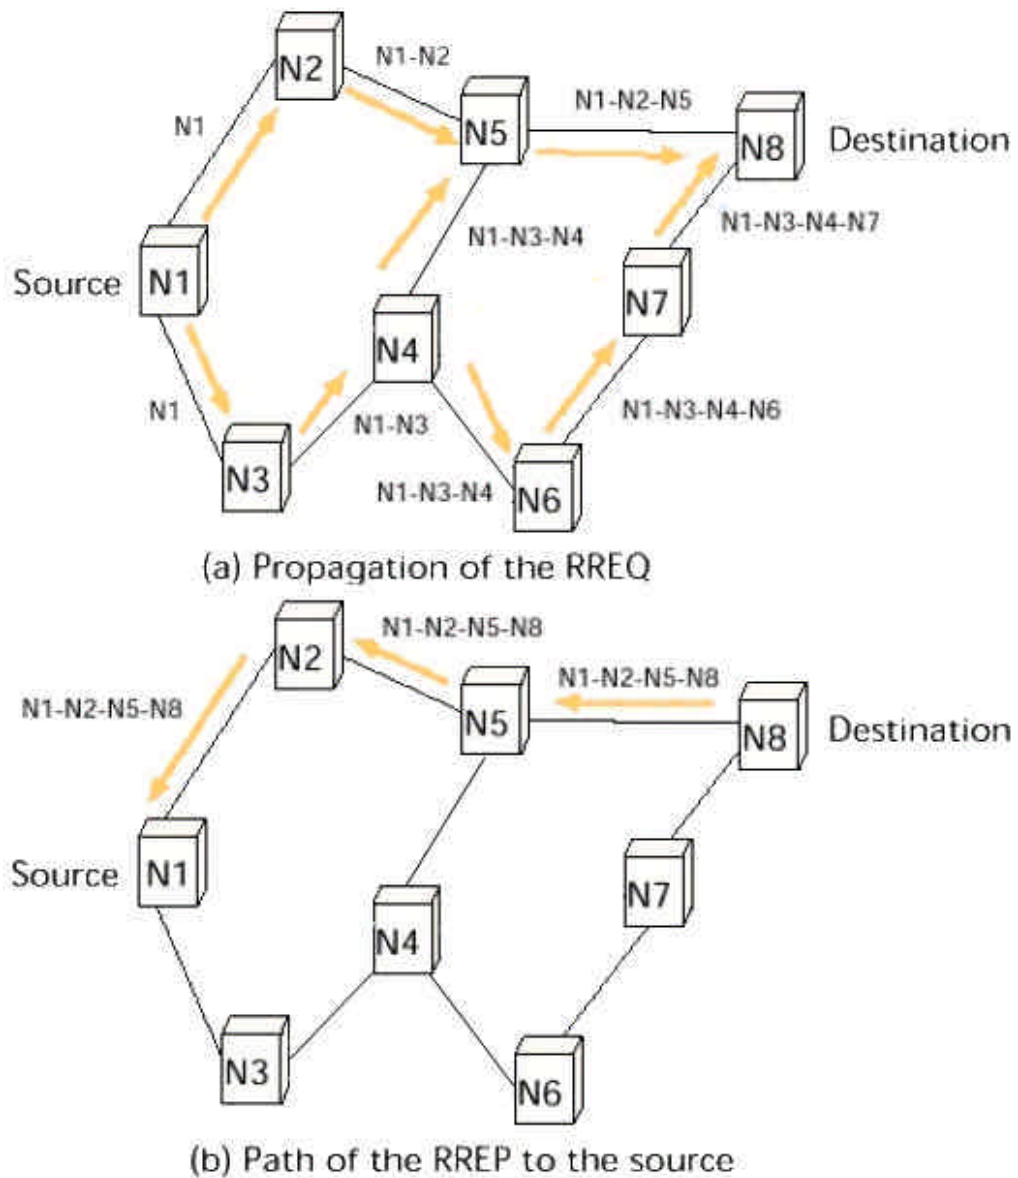 N2
N1-N2
N1-N2-N5
N1
N5
N8
Destination
N1-N3-N4
N1-N3-N4-N7
Source
N1
N7
N4
N1
N1-N3
N1-N3-N4-N6
N3
N1-N3-N4
N6
(a) Propagation of the RREQ
N1-N2-N5-N8
N2
N1-N2-N5-N8
N1-N2-N5-N8
N5
N8
Destination
Source
N1
N7
N4
N3
N6
(b) Path of the RREP to the source